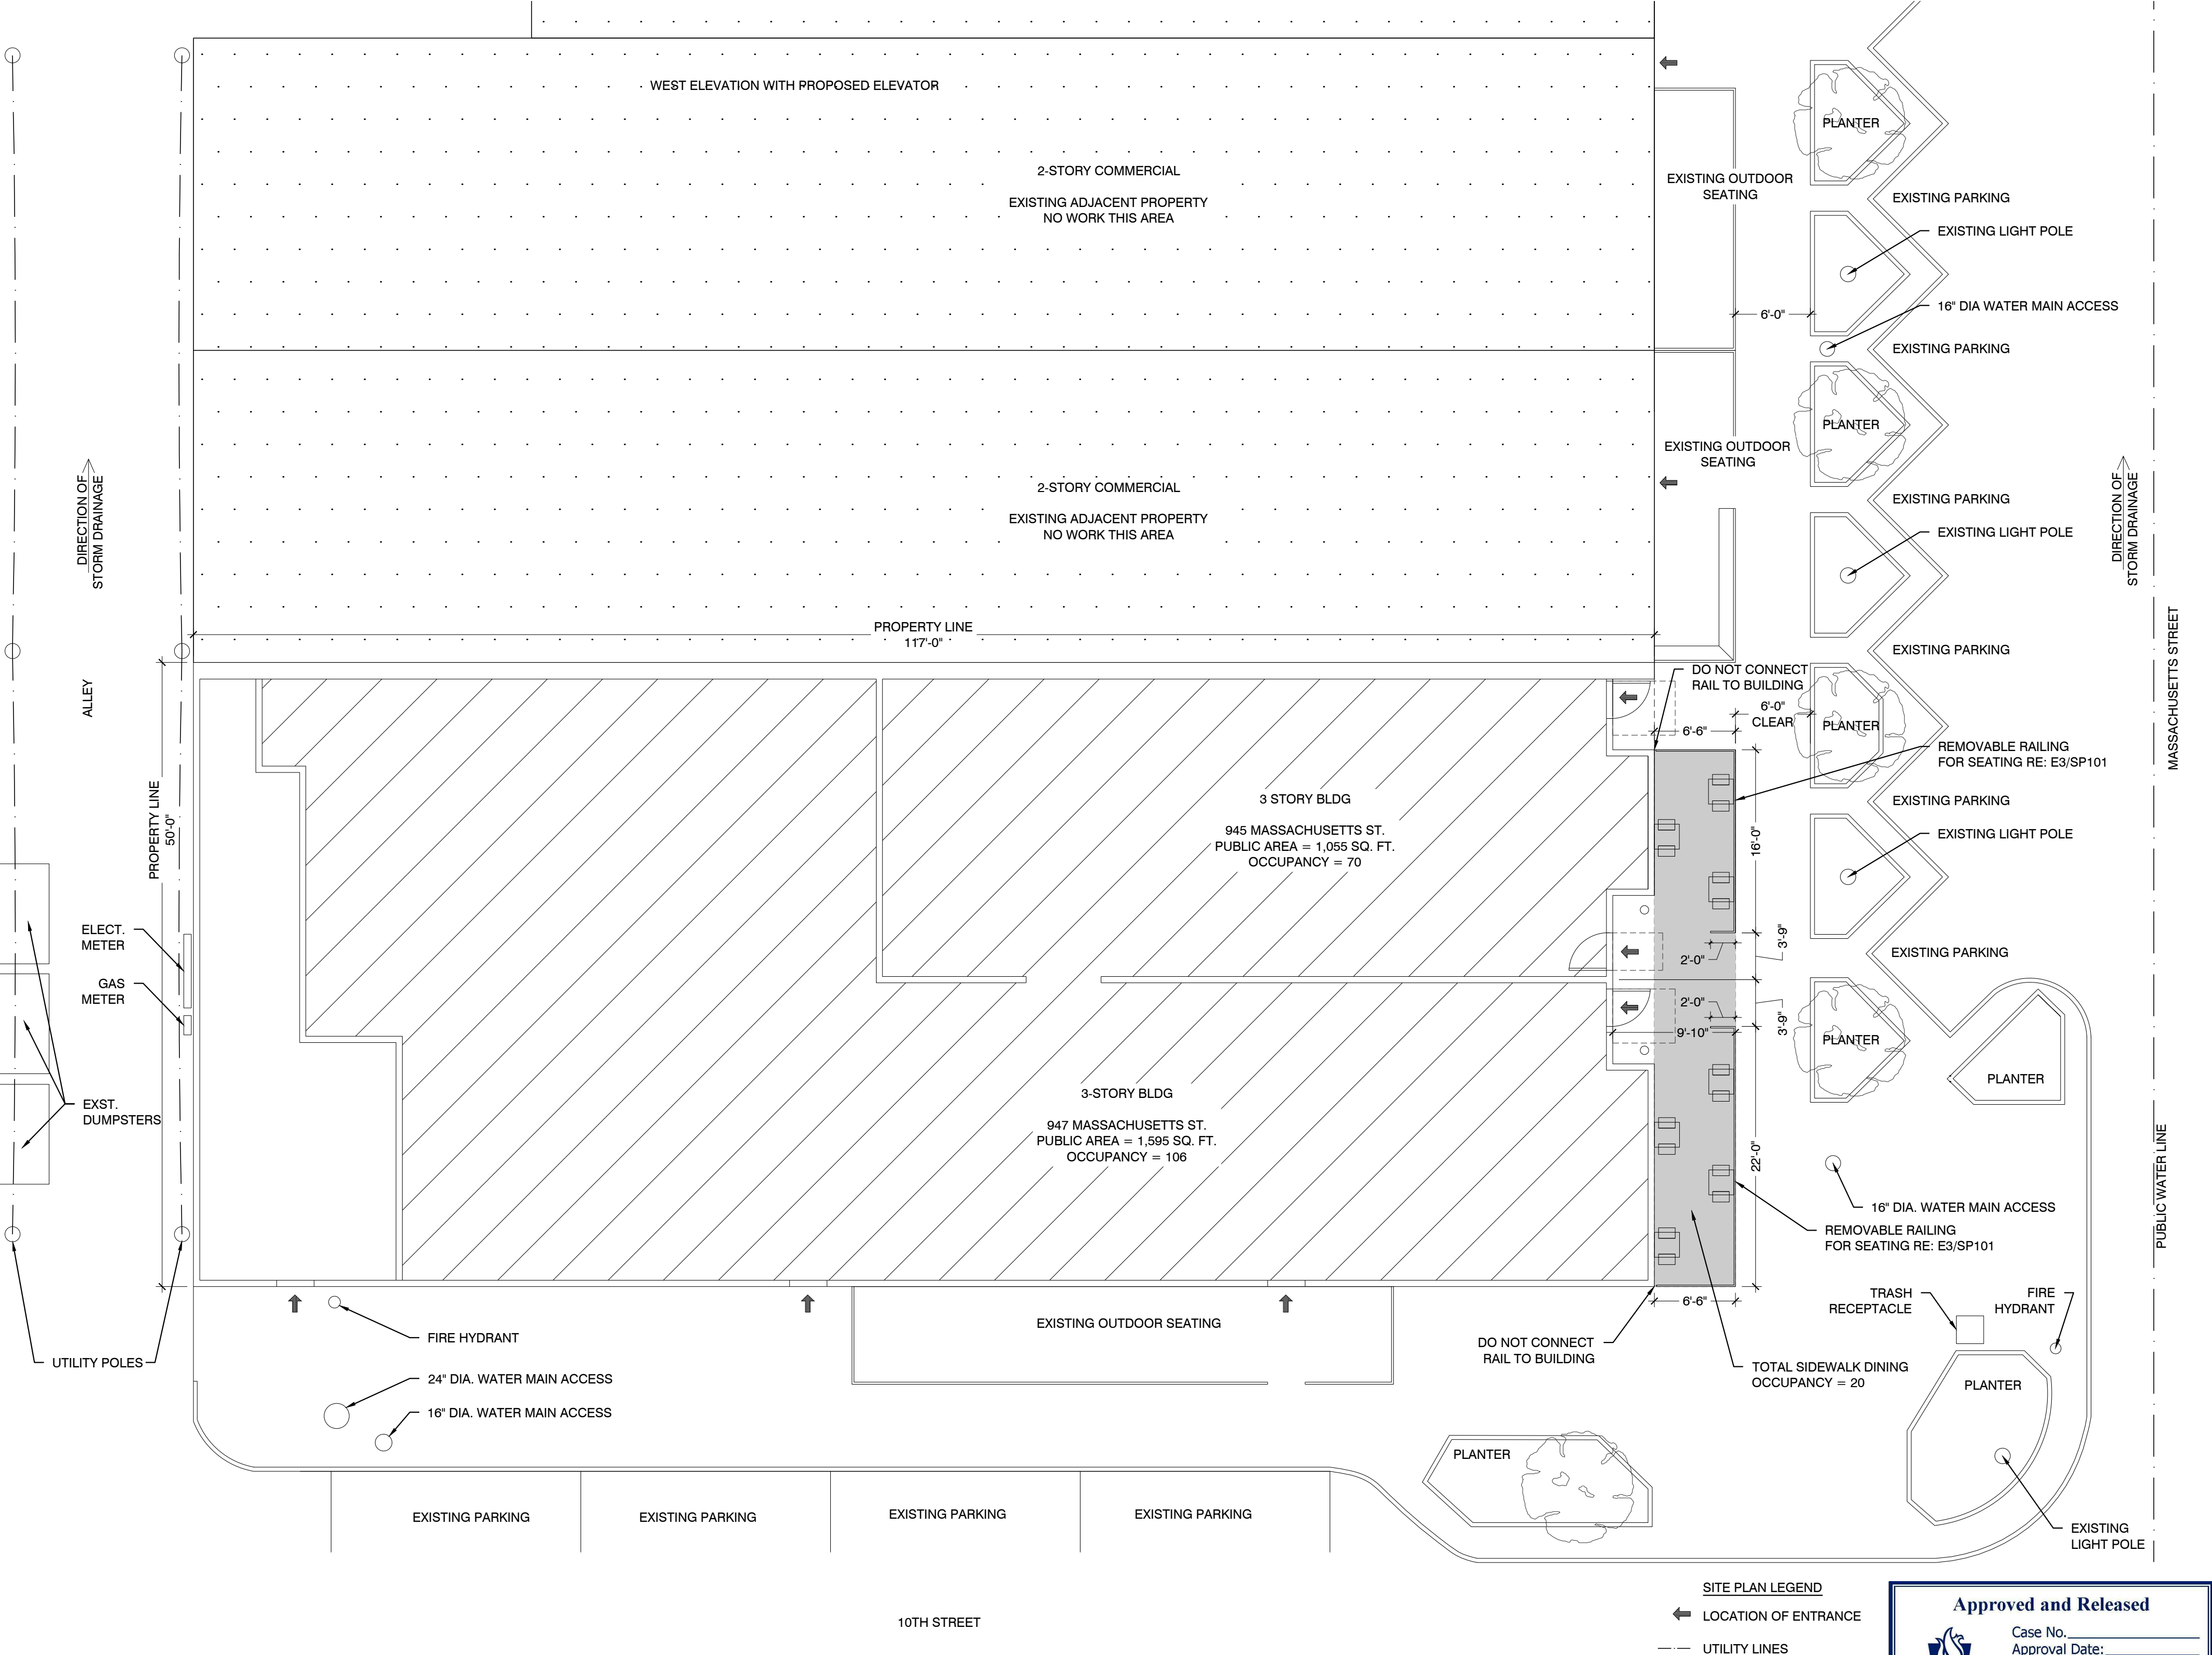 WEST ELEVATION WITH PROPOSED ELEVATOR
2-STORY COMMERCIAL
EXISTING ADJACENT PROPERTY
NO WORK THIS AREA
EXISTING OUTDOOR
SEATING
PLANTER
EXISTING PARKING
EXISTING LIGHT POLE
6'-0"
16" DIA WATER MAIN ACCESS
EXISTING PARKING
PLANTER
EXISTING OUTDOOR
SEATING
2-STORY COMMERCIAL
EXISTING ADJACENT PROPERTY
NO WORK THIS AREA
EXISTING PARKING
EXISTING LIGHT POLE
DIRECTION OF
STORM DRAINAGE
DIRECTION OF
STORM DRAINAGE
PROPERTY LINE
117'-0"
EXISTING PARKING
MASSACHUSETTS STREET
ALLEY
DO NOT CONNECT
RAIL TO BUILDING
6'-0"
CLEAR
6'-6"
PLANTER
REMOVABLE RAILING
FOR SEATING RE: E3/SP101
PROPERTY LINE
50'-0"
3 STORY BLDG
945 MASSACHUSETTS ST.
PUBLIC AREA = 1,055 SQ. FT.
OCCUPANCY = 70
16'-0"
EXISTING PARKING
EXISTING LIGHT POLE
ELECT.
METER
GAS
METER
3'-9"
2'-0"
EXISTING PARKING
2'-0"
3'-9"
9'-10"
PLANTER
PLANTER
EXST.
DUMPSTERS
3-STORY BLDG
947 MASSACHUSETTS ST.
PUBLIC AREA = 1,595 SQ. FT.
OCCUPANCY = 106
22'-0"
PUBLIC WATER LINE
16" DIA. WATER MAIN ACCESS
REMOVABLE RAILING
FOR SEATING RE: E3/SP101
6'-6"
TRASH
RECEPTACLE
FIRE
HYDRANT
UTILITY POLES
FIRE HYDRANT
EXISTING OUTDOOR SEATING
DO NOT CONNECT
RAIL TO BUILDING
TOTAL SIDEWALK DINING
OCCUPANCY = 20
24" DIA. WATER MAIN ACCESS
16" DIA. WATER MAIN ACCESS
PLANTER
PLANTER
EXISTING PARKING
EXISTING PARKING
EXISTING PARKING
EXISTING PARKING
EXISTING
LIGHT POLE
10TH STREET
SITE PLAN LEGEND
LOCATION OF ENTRANCE
UTILITY LINES
Approved and Released
Case No.
Approval Date: